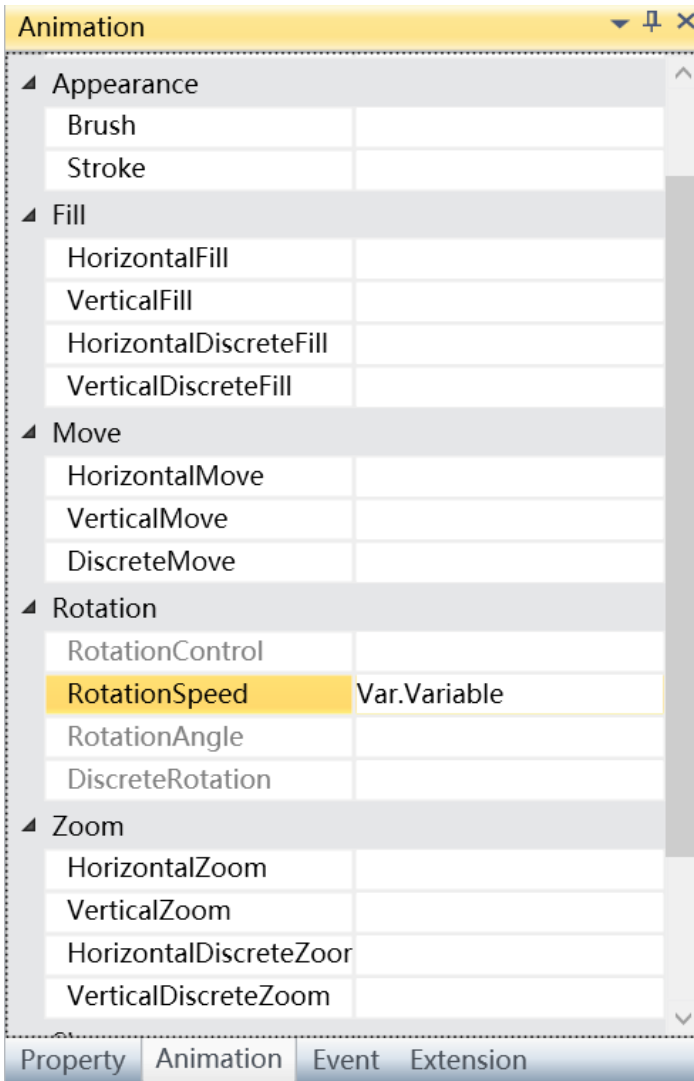 Animation
Appearance
Brush
Stroke
Fill
HorizontalFill
VerticalFill
HorizontalDiscreteFill
VerticalDiscreteFill
Move
HorizontalMove
VerticalMove
DiscreteMove
Rotation
RotationControl
RotationSpeed Var.Variable
RotationAngle
DiscreteRotation
Zoom
HorizontalZoom
VerticalZoom
HorizontalDiscreteZoor
VerticalDiscreteZoom
Property Animation Event Extension